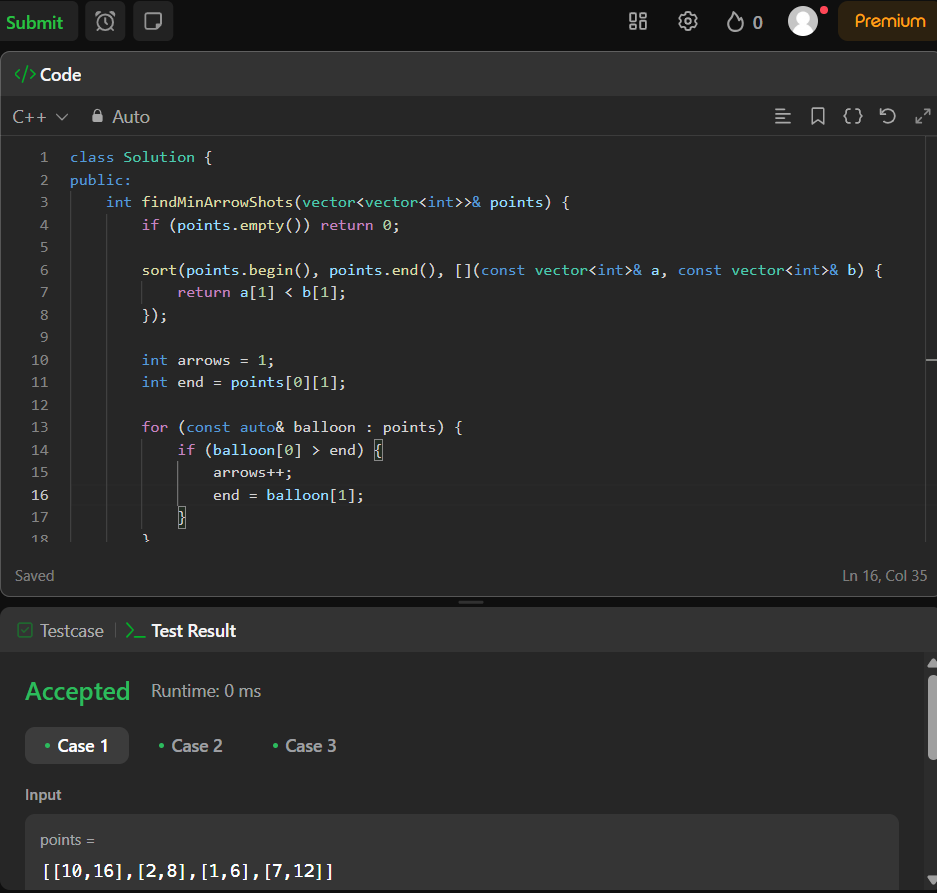 Submit
0
Premium
</> Code
C++ Auto
1 class Solution {
2 public:
3     int findMinArrowShots(vector<vector<int>>& points) {
4         if (points.empty()) return 0;
5
6         sort(points.begin(), points.end(), [](const vector<int>& a, const vector<int>& b) {
7             return a[1] < b[1];
8         });
9
10         int arrows = 1;
11         int end = points[0][1];
12
13         for (const auto& balloon : points) {
14             if (balloon[0] > end) {
15                 arrows++;
16                 end = balloon[1];
17             }
18         }
Saved Ln 16, Col 35
Testcase | >_ Test Result
Accepted Runtime: 0 ms
• Case 1 • Case 2 • Case 3
Input
points =
[[10,16],[2,8],[1,6],[7,12]]